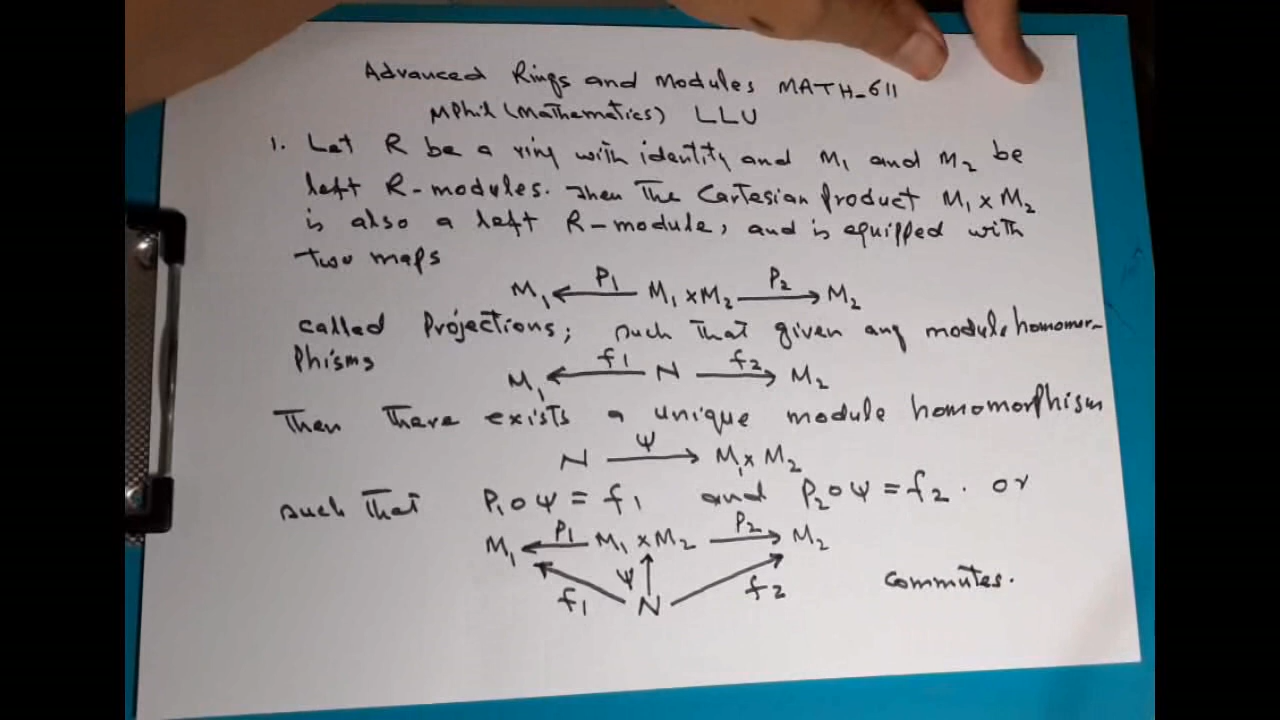 Advanced Rings and Modules MATH-611
MPhil (Mathematics) LLU
1. Let R be a ring with identity and M₁ and M₂ be
left R-modules. Then The Cartesian Product M₁ × M₂
is also a left R-module, and is equipped with
two maps
M₁ ←P₁— M₁ × M₂ —P₂→ M₂
called Projections; such that given any module homomor-
phisms
M₁ ←f₁— N —f₂→ M₂
Then there exists a unique module homomorphism
N —ψ→ M₁ × M₂
such that P₁∘ψ = f₁ and P₂∘ψ = f₂. or
M₁ ←P₁— M₁ × M₂ —P₂→ M₂
ψ
f₁ N f₂ commutes.